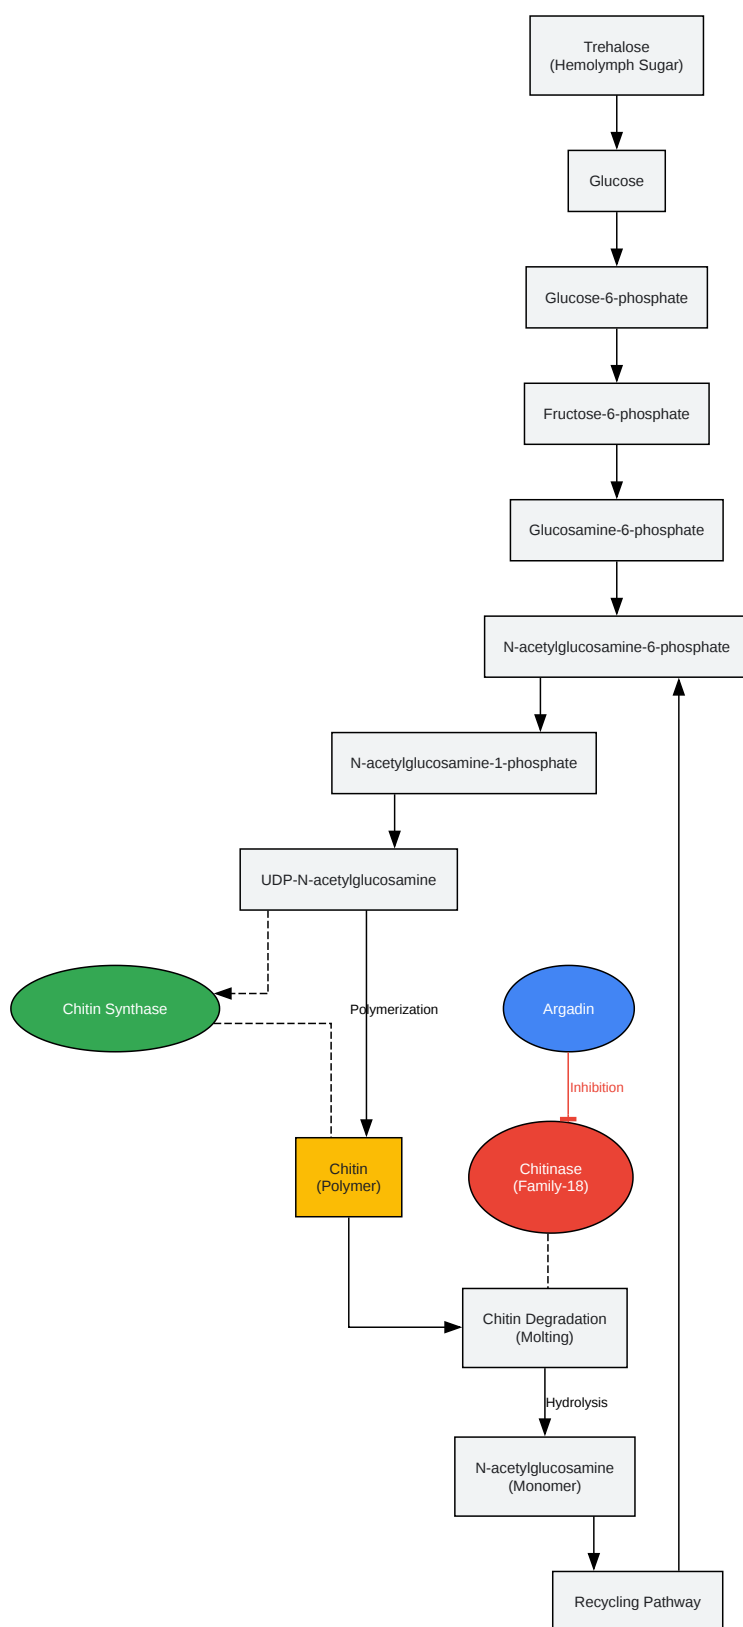 Trehalose
(Hemolymph Sugar)
Glucose
Glucose-6-phosphate
Fructose-6-phosphate
Glucosamine-6-phosphate
N-acetylglucosamine-6-phosphate
N-acetylglucosamine-1-phosphate
UDP-N-acetylglucosamine
Chitin Synthase
Polymerization
Argadin
Inhibition
Chitin
(Polymer)
Chitinase
(Family-18)
Chitin Degradation
(Molting)
Hydrolysis
N-acetylglucosamine
(Monomer)
Recycling Pathway